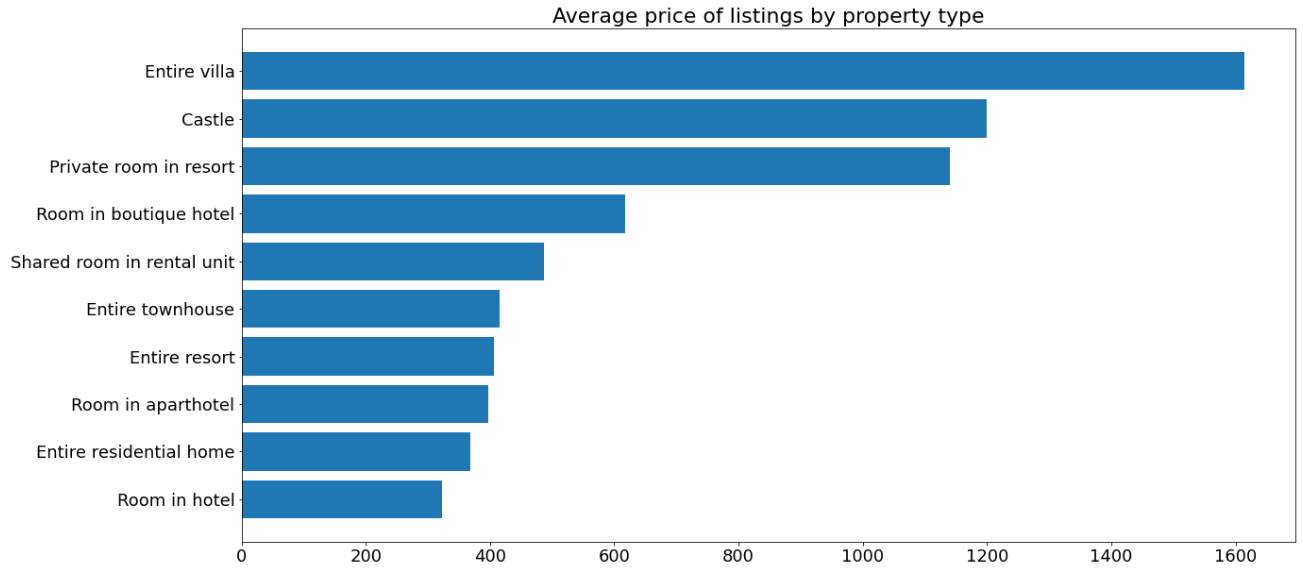 Average price of listings by property type
Entire villa
Castle
Private room in resort
Room in boutique hotel
Shared room in rental unit
Entire townhouse
Entire resort
Room in aparthotel
Entire residential home
Room in hotel
0 200 400 600 800 1000 1200 1400 1600